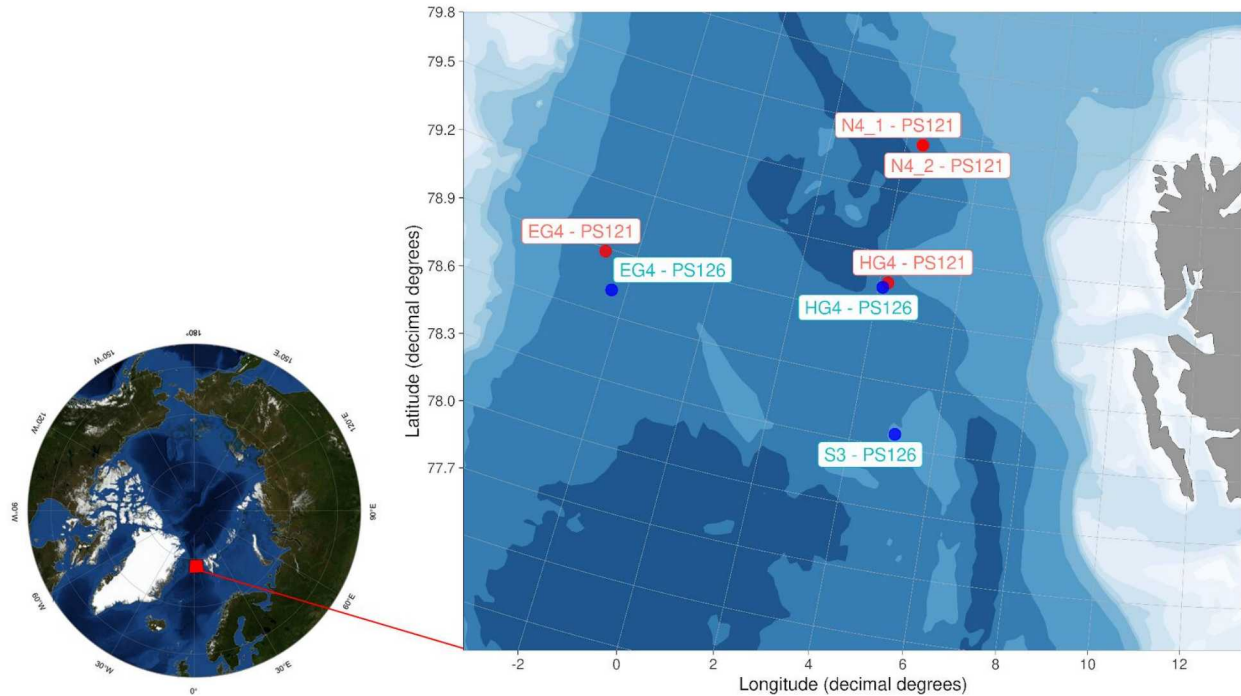 79.8
79.5
79.2
78.9
78.6
78.3
78.0
77.7
Latitude (decimal degrees)
N4_1 - PS121
N4_2 - PS121
EG4 - PS121
EG4 - PS126
HG4 - PS121
HG4 - PS126
S3 - PS126
-2 0 2 4 6 8 10 12
Longitude (decimal degrees)
180°
150°W
150°E
120°W
120°E
90°W
90°E
60°W
60°E
30°W
30°E
0°